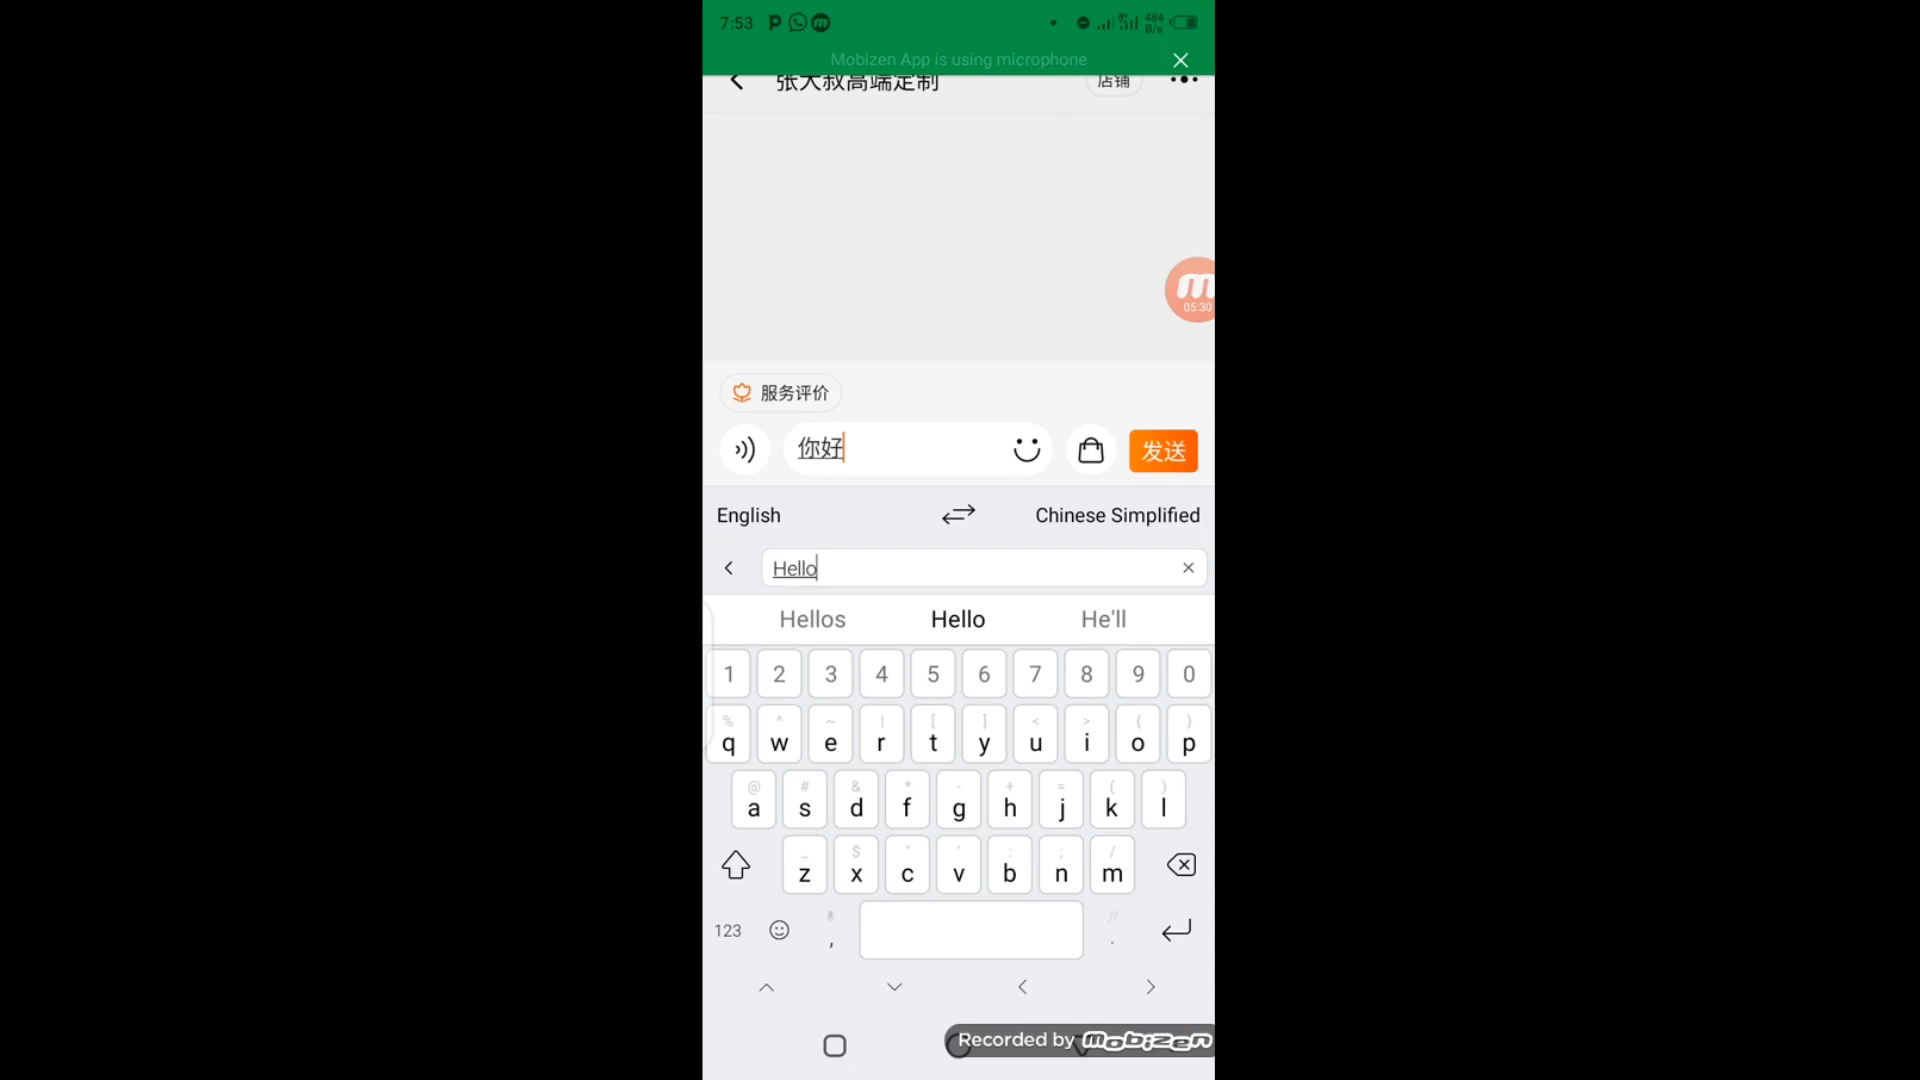 7:53
484
B/s
Mobizen App is using microphone
张大叔高端定制 店铺
05:30
服务评价
你好 发送
English Chinese Simplified
Hello
Hellos Hello He'll
1 2 3 4 5 6 7 8 9 0
% ^ ~ | [ ] < > { }
q w e r t y u i o p
@ # & * - + = ( )
a s d f g h j k l
_ $ " ' : ; /
z x c v b n m
123 , .
Recorded by mobizen